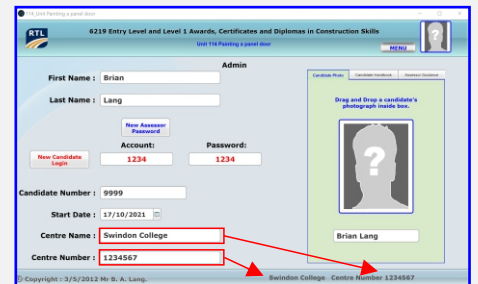 114_Unit Painting a panel door
RTL
6219 Entry Level and Level 1 Awards, Certificates and Diplomas in Construction Skills
Unit 114 Painting a panel door
MENU
?
Admin
First Name : Brian
Last Name : Lang
New Assessor
Password
Account: Password:
New Candidate
Login
1234 1234
Candidate Number : 9999
Start Date : 17/10/2021
Centre Name : Swindon College
Centre Number : 1234567
Candidate Photo Candidate Handbook Assessor Guidance
Drag and Drop a candidate's
photograph inside box.
?
Brian Lang
© Copyright : 3/5/2012 Mr B. A. Lang. Swindon College Centre Number 1234567